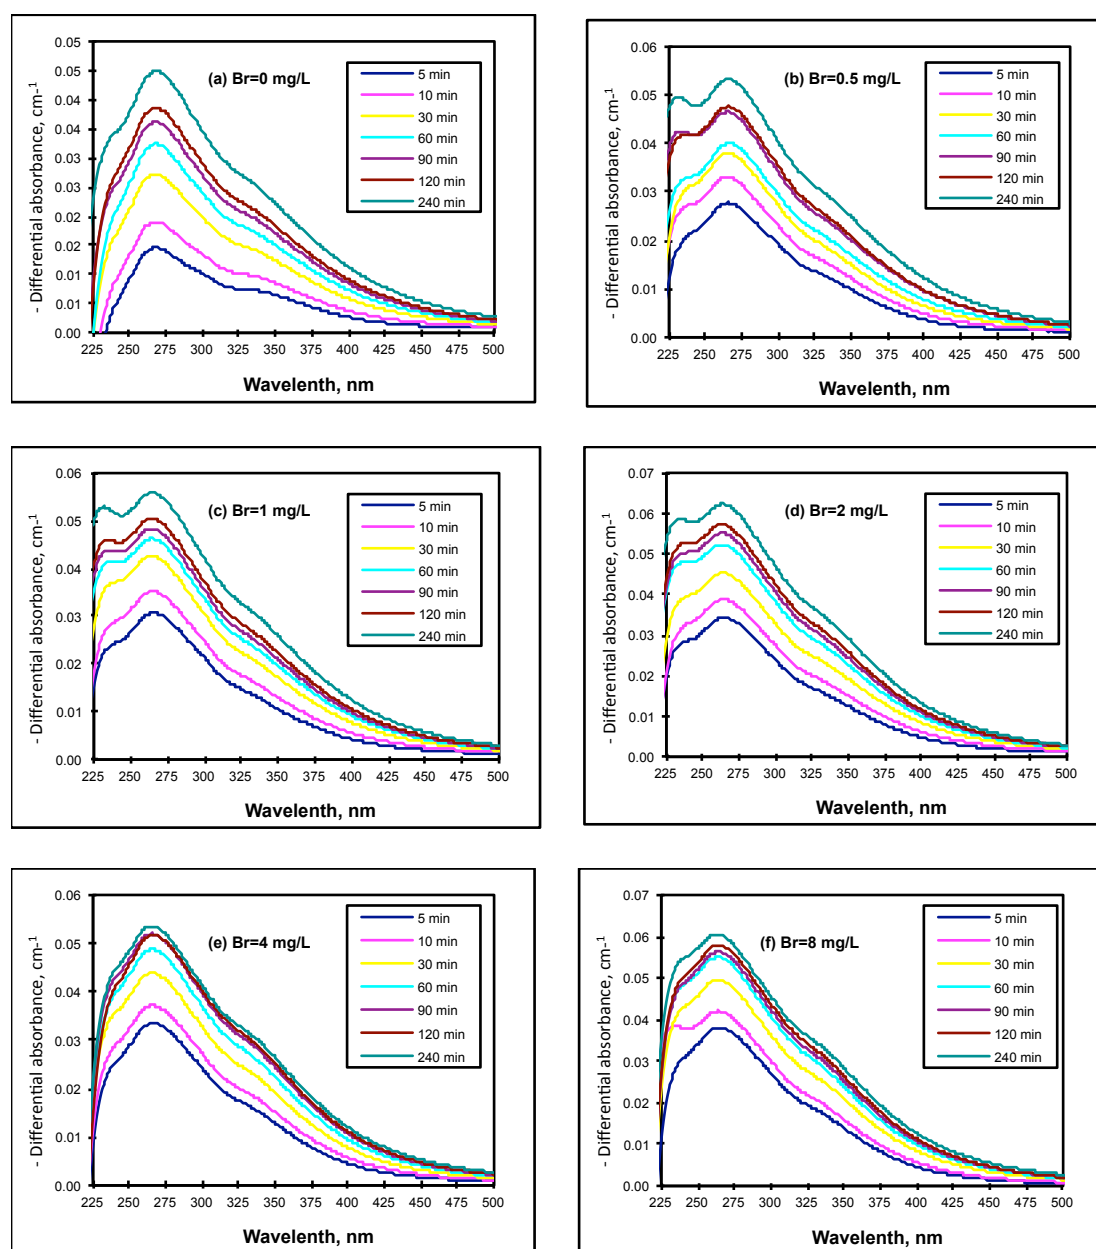 (a) Br=0 mg/L
- Differential absorbance, cm-1
0.05
0.05
0.04
0.04
0.03
0.03
0.02
0.02
0.01
0.01
0.00
225 250 275 300 325 350 375 400 425 450 475 500
Wavelenth, nm
5 min
10 min
30 min
60 min
90 min
120 min
240 min
(b) Br=0.5 mg/L
- Differential absorbance, cm-1
0.06
0.05
0.04
0.03
0.02
0.01
0.00
225 250 275 300 325 350 375 400 425 450 475 500
Wavelenth, nm
5 min
10 min
30 min
60 min
90 min
120 min
240 min
(c) Br=1 mg/L
- Differential absorbance, cm-1
0.06
0.05
0.04
0.03
0.02
0.01
0.00
225 250 275 300 325 350 375 400 425 450 475 500
Wavelenth, nm
5 min
10 min
30 min
60 min
90 min
120 min
240 min
(d) Br=2 mg/L
- Differential absorbance, cm-1
0.07
0.06
0.05
0.04
0.03
0.02
0.01
0.00
225 250 275 300 325 350 375 400 425 450 475 500
Wavelenth, nm
5 min
10 min
30 min
60 min
90 min
120 min
240 min
(e) Br=4 mg/L
- Differential absorbance, cm-1
0.06
0.05
0.04
0.03
0.02
0.01
0.00
225 250 275 300 325 350 375 400 425 450 475 500
Wavelenth, nm
5 min
10 min
30 min
60 min
90 min
120 min
240 min
(f) Br=8 mg/L
- Differential absorbance, cm-1
0.07
0.06
0.05
0.04
0.03
0.02
0.01
0.00
225 250 275 300 325 350 375 400 425 450 475 500
Wavelenth, nm
5 min
10 min
30 min
60 min
90 min
120 min
240 min